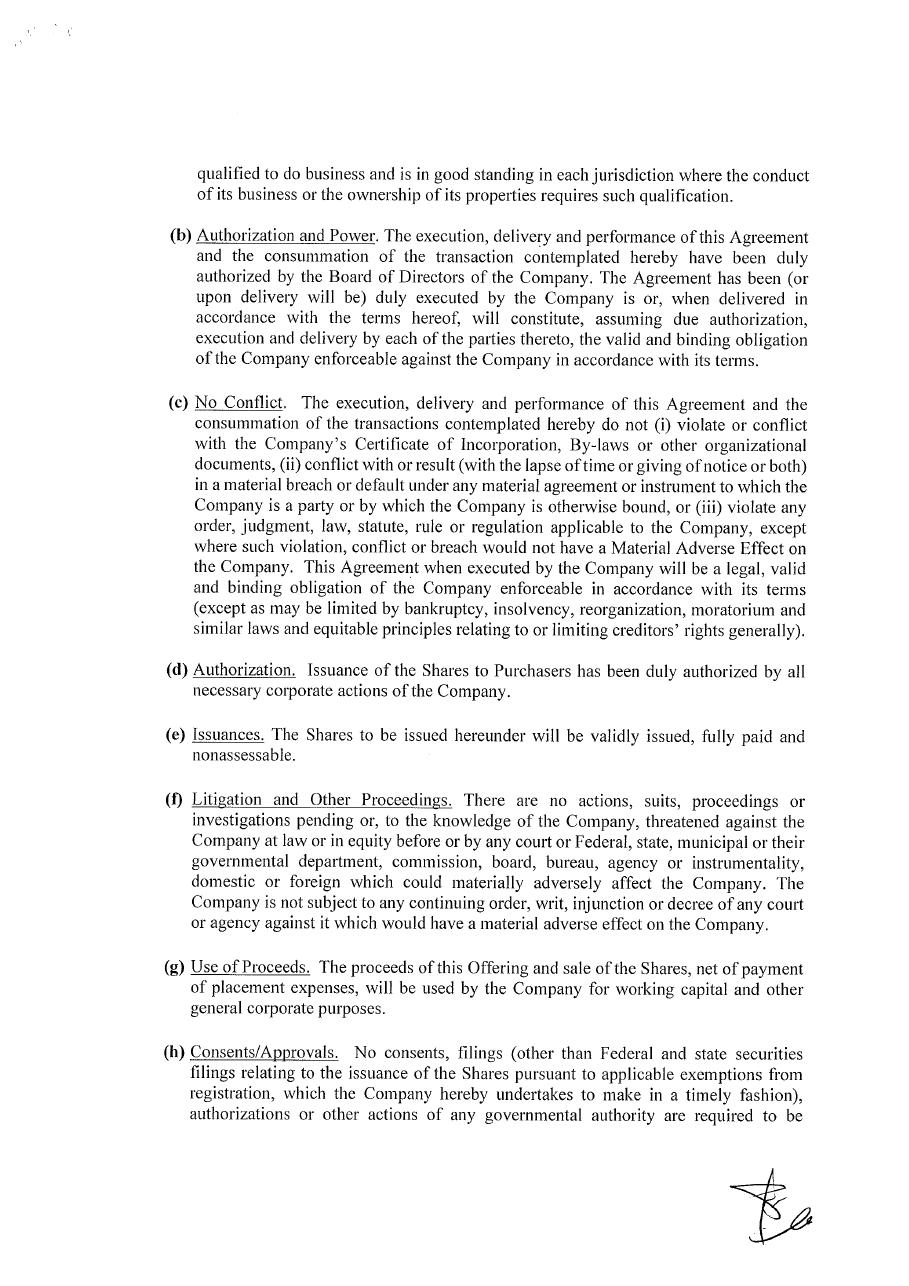 qualified to do business and is in good standing in each jurisdiction where the conduct
of its business or the ownership of its properties requires such qualification.
(b) Authorization and Power. The execution, delivery and performance of this Agreement
and the consummation of the transaction contemplated hereby have been duly
authorized by the Board of Directors of the Company. The Agreement has been (or
upon delivery will be) duly executed by the Company is or, when delivered in
accordance with the terms hereof, will constitute, assuming due authorization,
execution and delivery by each of the parties thereto, the valid and binding obligation
of the Company enforceable against the Company in accordance with its terms.
(c) No Conflict. The execution, delivery and performance of this Agreement and the
consummation of the transactions contemplated hereby do not (i) violate or conflict
with the Company's Certificate of Incorporation, By-laws or other organizational
documents, (ii) conflict with or result (with the lapse of time or giving of notice or both)
in a material breach or default under any material agreement or instrument to which the
Company is a party or by which the Company is otherwise bound, or (iii) violate any
order, judgment, law, statute, rule or regulation applicable to the Company, except
where such violation, conflict or breach would not have a Material Adverse Effect on
the Company. This Agreement when executed by the Company will be a legal, valid
and binding obligation of the Company enforceable in accordance with its terms
(except as may be limited by bankruptcy, insolvency, reorganization, moratorium and
similar laws and equitable principles relating to or limiting creditors' rights generally).
(d) Authorization. Issuance of the Shares to Purchasers has been duly authorized by all
necessary corporate actions of the Company.
(e) Issuances. The Shares to be issued hereunder will be validly issued, fully paid and
nonassessable.
(f) Litigation and Other Proceedings. There are no actions, suits, proceedings or
investigations pending or, to the knowledge of the Company, threatened against the
Company at law or in equity before or by any court or Federal, state, municipal or their
governmental department, commission, board, bureau, agency or instrumentality,
domestic or foreign which could materially adversely affect the Company. The
Company is not subject to any continuing order, writ, injunction or decree of any court
or agency against it which would have a material adverse effect on the Company.
(g) Use of Proceeds. The proceeds of this Offering and sale of the Shares, net of payment
of placement expenses, will be used by the Company for working capital and other
general corporate purposes.
(h) Consents/Approvals. No consents, filings (other than Federal and state securities
filings relating to the issuance of the Shares pursuant to applicable exemptions from
registration, which the Company hereby undertakes to make in a timely fashion),
authorizations or other actions of any governmental authority are required to be